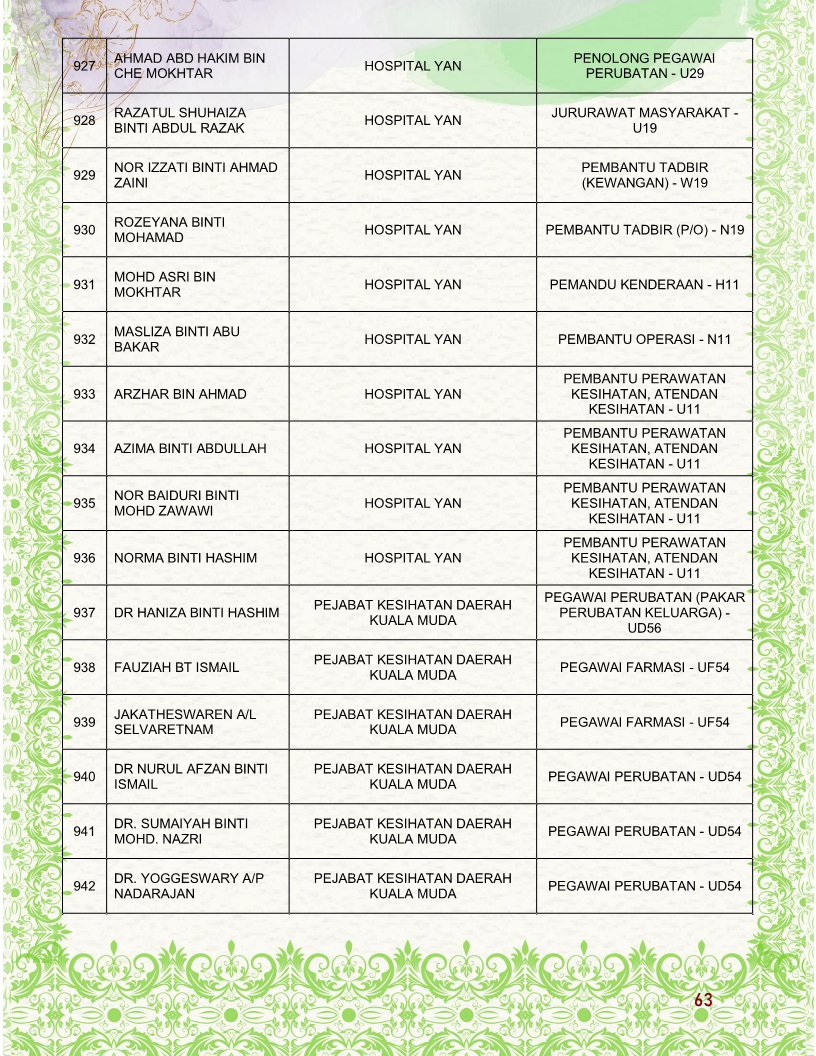 927
AHMAD ABD HAKIM BIN
CHE MOKHTAR
HOSPITAL YAN
PENOLONG PEGAWAI
PERUBATAN - U29
928
RAZATUL SHUHAIZA
BINTI ABDUL RAZAK
HOSPITAL YAN
JURURAWAT MASYARAKAT -
U19
929
NOR IZZATI BINTI AHMAD
ZAINI
HOSPITAL YAN
PEMBANTU TADBIR
(KEWANGAN) - W19
930
ROZEYANA BINTI
MOHAMAD
HOSPITAL YAN
PEMBANTU TADBIR (P/O) - N19
931
MOHD ASRI BIN
MOKHTAR
HOSPITAL YAN
PEMANDU KENDERAAN - H11
932
MASLIZA BINTI ABU
BAKAR
HOSPITAL YAN
PEMBANTU OPERASI - N11
933
ARZHAR BIN AHMAD
HOSPITAL YAN
PEMBANTU PERAWATAN
KESIHATAN, ATENDAN
KESIHATAN - U11
934
AZIMA BINTI ABDULLAH
HOSPITAL YAN
PEMBANTU PERAWATAN
KESIHATAN, ATENDAN
KESIHATAN - U11
935
NOR BAIDURI BINTI
MOHD ZAWAWI
HOSPITAL YAN
PEMBANTU PERAWATAN
KESIHATAN, ATENDAN
KESIHATAN - U11
936
NORMA BINTI HASHIM
HOSPITAL YAN
PEMBANTU PERAWATAN
KESIHATAN, ATENDAN
KESIHATAN - U11
937
DR HANIZA BINTI HASHIM
PEJABAT KESIHATAN DAERAH
KUALA MUDA
PEGAWAI PERUBATAN (PAKAR
PERUBATAN KELUARGA) -
UD56
938
FAUZIAH BT ISMAIL
PEJABAT KESIHATAN DAERAH
KUALA MUDA
PEGAWAI FARMASI - UF54
939
JAKATHESWAREN A/L
SELVARETNAM
PEJABAT KESIHATAN DAERAH
KUALA MUDA
PEGAWAI FARMASI - UF54
940
DR NURUL AFZAN BINTI
ISMAIL
PEJABAT KESIHATAN DAERAH
KUALA MUDA
PEGAWAI PERUBATAN - UD54
941
DR. SUMAIYAH BINTI
MOHD. NAZRI
PEJABAT KESIHATAN DAERAH
KUALA MUDA
PEGAWAI PERUBATAN - UD54
942
DR. YOGGESWARY A/P
NADARAJAN
PEJABAT KESIHATAN DAERAH
KUALA MUDA
PEGAWAI PERUBATAN - UD54
63